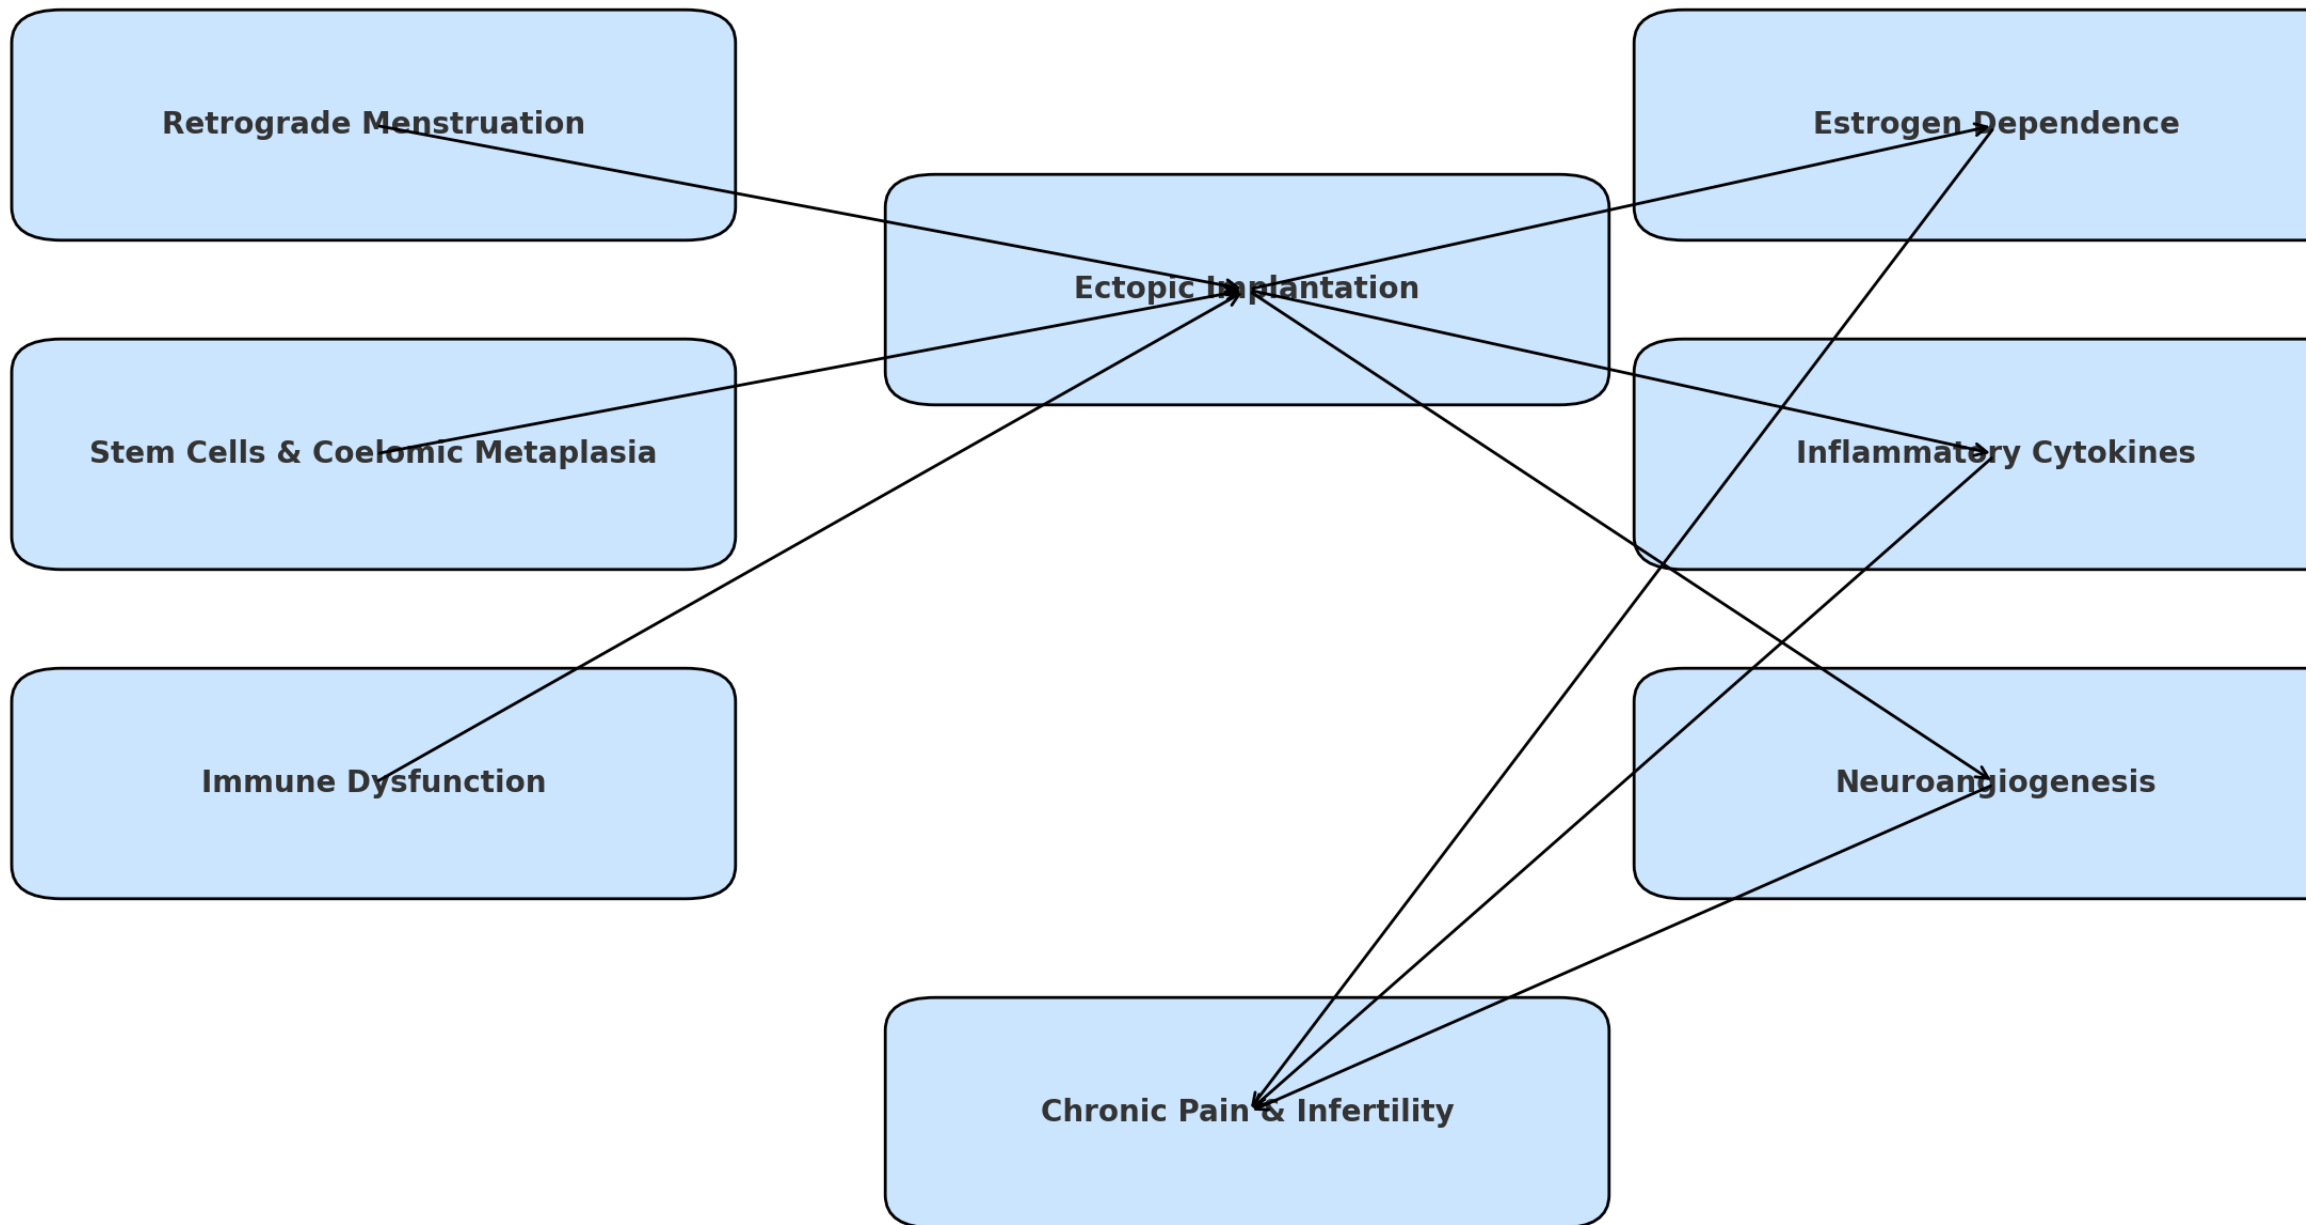 Retrograde Menstruation
Estrogen Dependence
Ectopic Implantation
Stem Cells & Coelomic Metaplasia
Inflammatory Cytokines
Immune Dysfunction
Neuroangiogenesis
Chronic Pain & Infertility